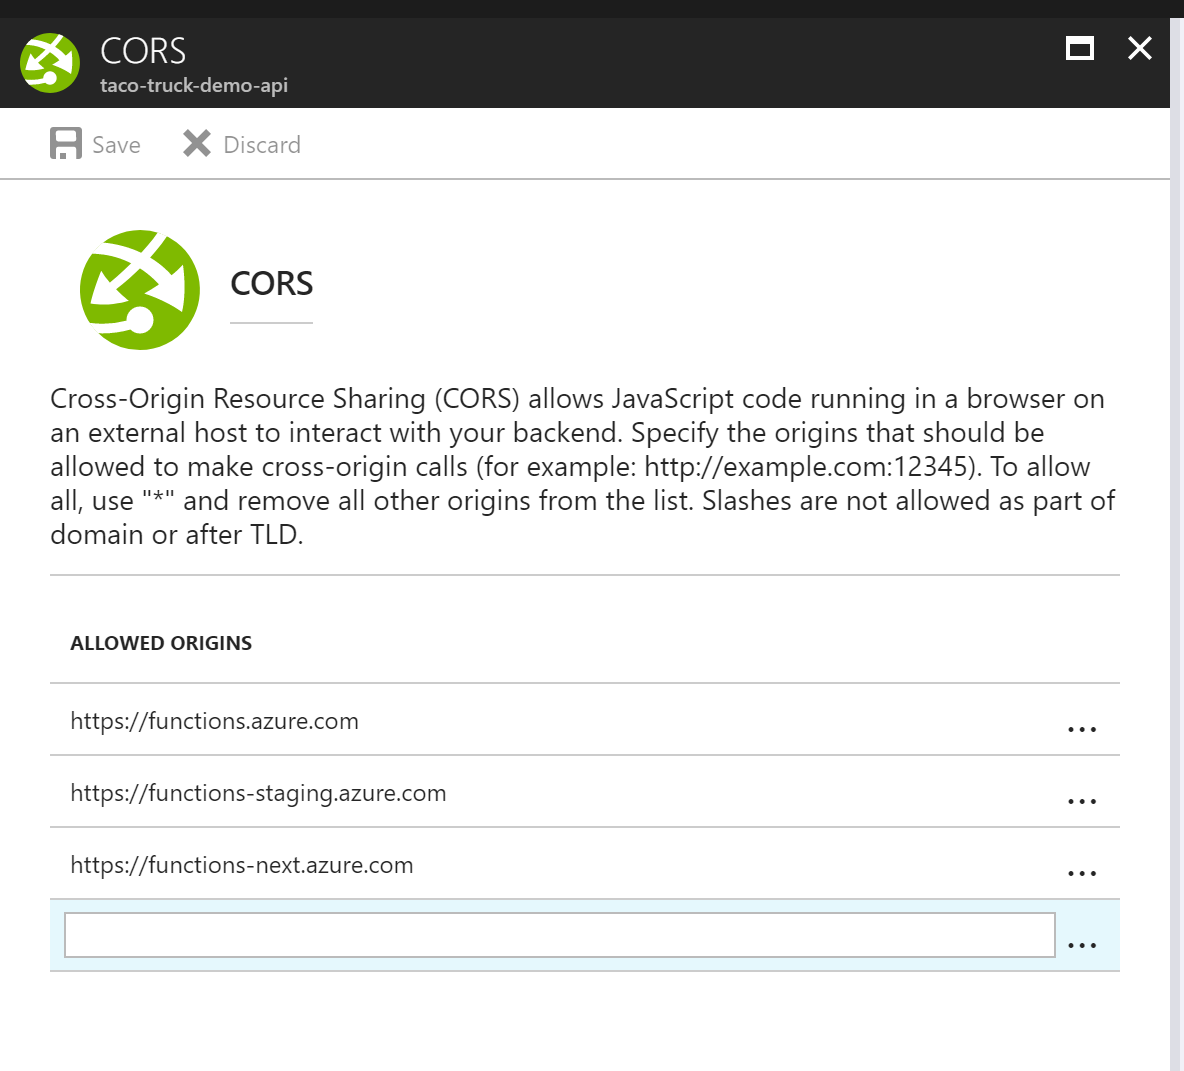 CORS
taco-truck-demo-api
Save Discard
CORS
Cross-Origin Resource Sharing (CORS) allows JavaScript code running in a browser on
an external host to interact with your backend. Specify the origins that should be
allowed to make cross-origin calls (for example: http://example.com:12345). To allow
all, use "*" and remove all other origins from the list. Slashes are not allowed as part of
domain or after TLD.
ALLOWED ORIGINS
https://functions.azure.com
...
https://functions-staging.azure.com
...
https://functions-next.azure.com
...
...